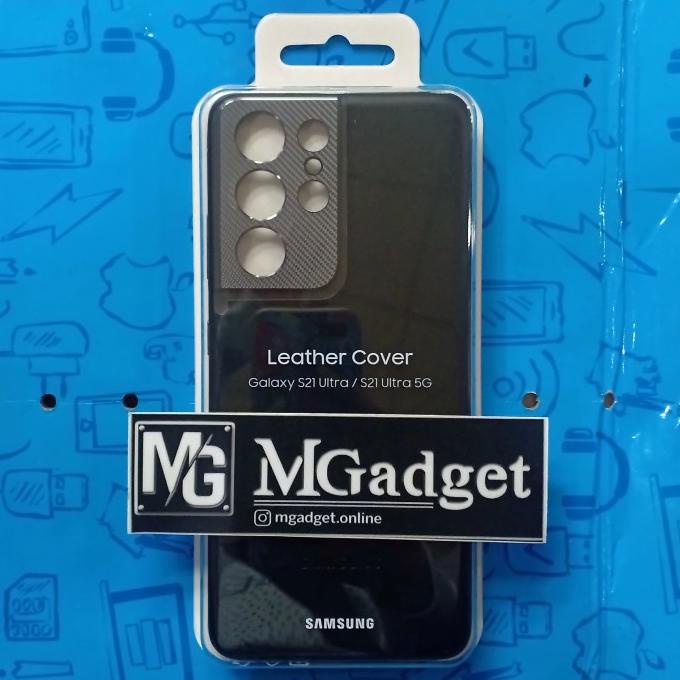 Leather Cover
Galaxy S21 Ultra / S21 Ultra 5G
MG
MGadget
mgadget.online
SAMSUNG